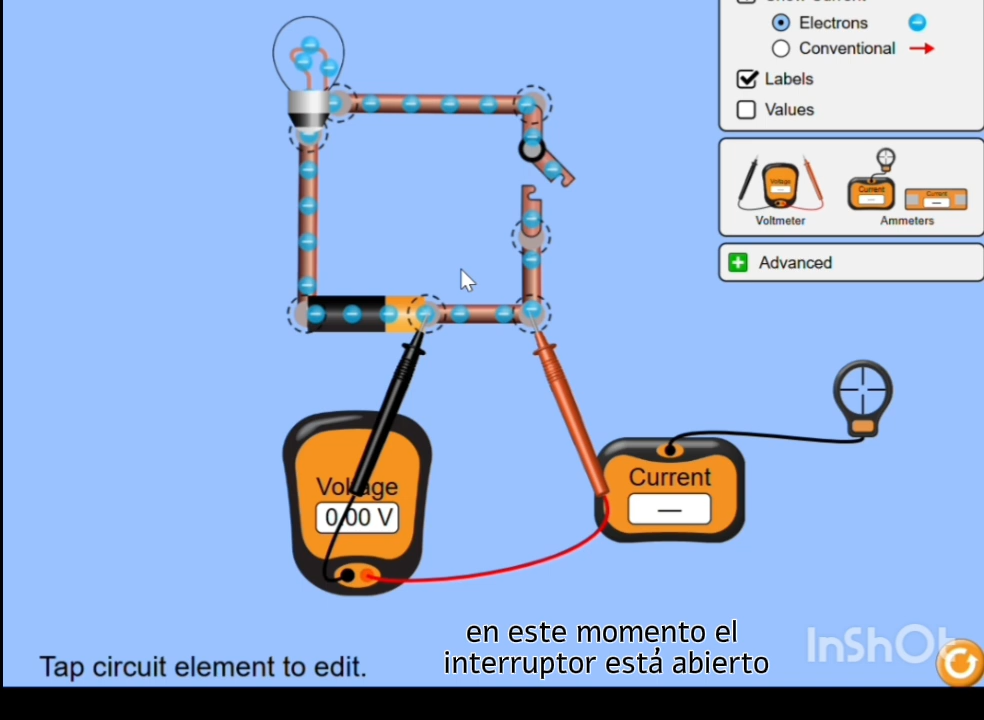 Electrons
Conventional
Labels
Values
Voltage
Current
Current
Voltmeter
Ammeters
Advanced
Voltage
0.00 V
Current
—
en este momento el
interruptor está abierto
InShOt
Tap circuit element to edit.